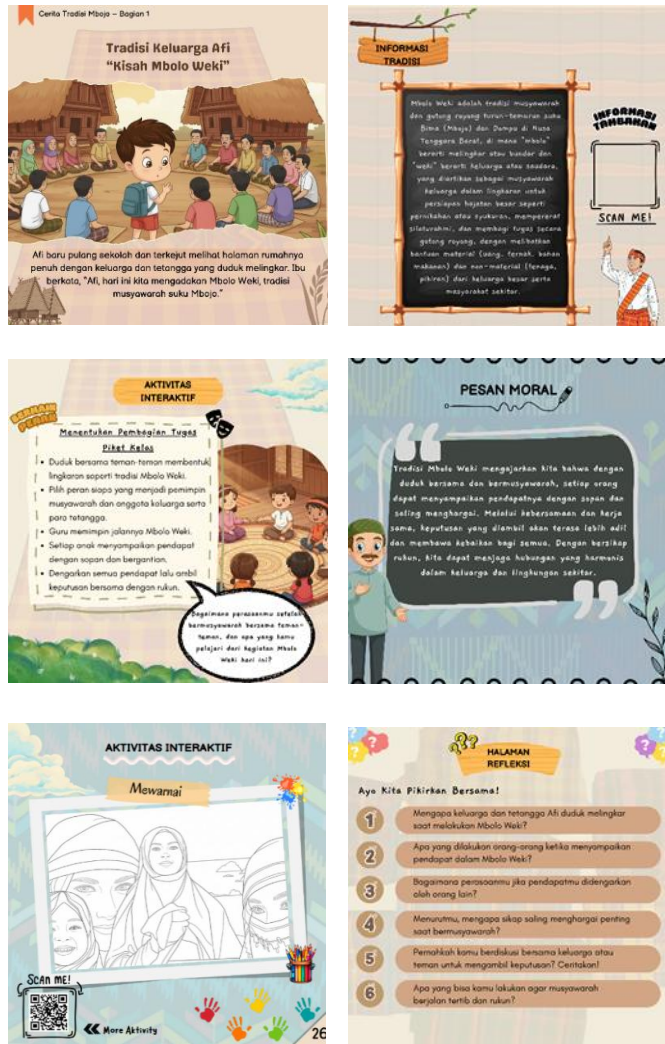 Cerita Tradisi Mbojo – Bagian 1
Tradisi Keluarga Afi
“Kisah Mbolo Weki”
Afi baru pulang sekolah dan terkejut melihat halaman rumahnya
penuh dengan keluarga dan tetangga yang duduk melingkar. Ibu
berkata, “Afi, hari ini kita mengadakan Mbolo Weki, tradisi
musyawarah suku Mbojo.”
INFORMASI
TRADISI
Mbolo Weki adalah tradisi musyawarah
dan gotong royong turun-temurun suku
Bima (Mbojo) dan Dompu di Nusa
Tenggara Barat, di mana "mbolo"
berarti melingkar atau bundar dan
"weki" berarti keluarga atau saudara,
yang diartikan sebagai musyawarah
keluarga dalam lingkaran untuk
persiapan hajatan besar seperti
pernikahan atau syukuran, mempererat
silaturahmi, dan membagi tugas secara
gotong royong, dengan melibatkan
bantuan material (uang, ternak, bahan
makanan) dan non-material (tenaga,
pikiran) dari keluarga besar serta
masyarakat sekitar.
INFORMASI
TAMBAHAN
SCAN ME!
AKTIVITAS
INTERAKTIF
BERMAIN
PERAN
Menentukan Pembagian Tugas
Piket Kelas
• Duduk bersama teman-teman membentuk
lingkaran seperti tradisi Mbolo Weki.
• Pilih peran siapa yang menjadi pemimpin
musyawarah dan anggota keluarga serta
para tetangga.
• Guru memimpin jalannya Mbolo Weki.
• Setiap anak menyampaikan pendapat
dengan sopan dan bergantian.
• Dengarkan semua pendapat lalu ambil
keputusan bersama dengan rukun.
Bagaimana perasaanmu setelah
bermusyawarah bersama teman-
teman, dan apa yang kamu
pelajari dari kegiatan Mbolo
Weki hari ini?
PESAN MORAL
Tradisi Mbolo Weki mengajarkan kita bahwa dengan
duduk bersama dan bermusyawarah, setiap orang
dapat menyampaikan pendapatnya dengan sopan dan
saling menghargai. Melalui kebersamaan dan kerja
sama, keputusan yang diambil akan terasa lebih adil
dan membawa kebaikan bagi semua. Dengan bersikap
rukun, kita dapat menjaga hubungan yang harmonis
dalam keluarga dan lingkungan sekitar.
AKTIVITAS INTERAKTIF
Mewarnai
SCAN ME!
More Aktivity
26
HALAMAN
REFLEKSI
Ayo Kita Pikirkan Bersama!
1 Mengapa keluarga dan tetangga Afi duduk melingkar
saat melakukan Mbolo Weki?
2 Apa yang dilakukan orang-orang ketika menyampaikan
pendapat dalam Mbolo Weki?
3 Bagaimana perasaanmu jika pendapatmu didengarkan
oleh orang lain?
4 Menurutmu, mengapa sikap saling menghargai penting
saat bermusyawarah?
5 Pernahkah kamu berdiskusi bersama keluarga atau
teman untuk mengambil keputusan? Ceritakan!
6 Apa yang bisa kamu lakukan agar musyawarah
berjalan tertib dan rukun?